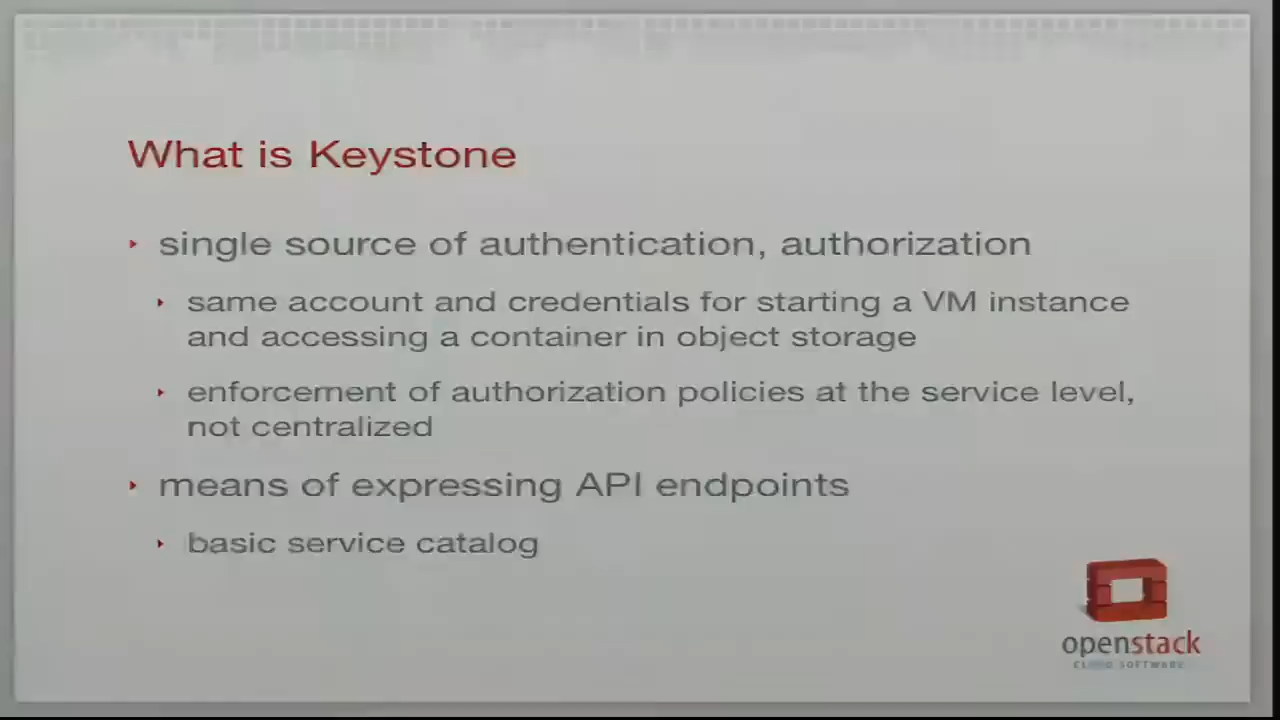 What is Keystone
single source of authentication, authorization
same account and credentials for starting a VM instance
and accessing a container in object storage
enforcement of authorization policies at the service level,
not centralized
means of expressing API endpoints
basic service catalog
openstack
CLOUD SOFTWARE